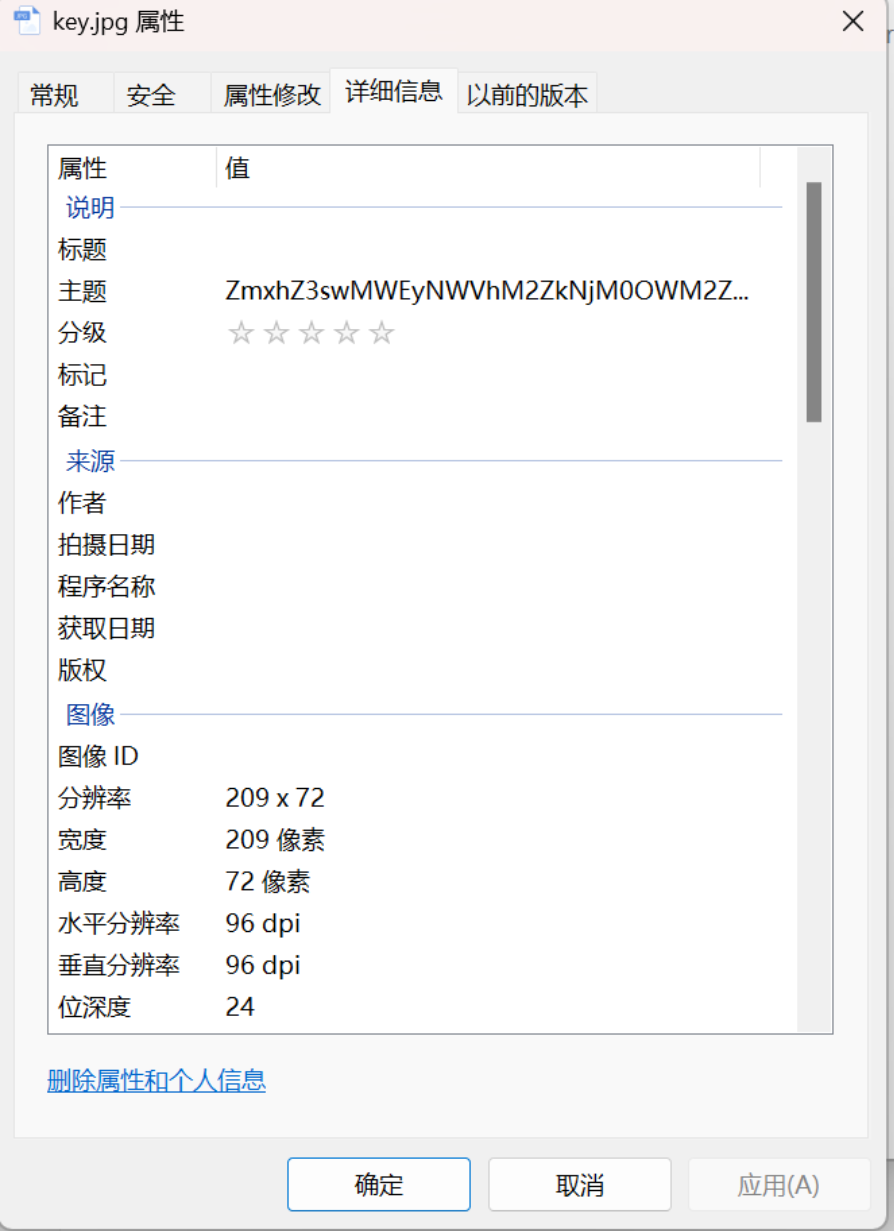 key.jpg 属性
常规 安全 属性修改 详细信息 以前的版本
属性 值
说明
标题
主题 ZmxhZ3swMWEyNWVhM2ZkNjM0OWM2Z...
分级
标记
备注
来源
作者
拍摄日期
程序名称
获取日期
版权
图像
图像 ID
分辨率 209 x 72
宽度 209 像素
高度 72 像素
水平分辨率 96 dpi
垂直分辨率 96 dpi
位深度 24
删除属性和个人信息
确定 取消 应用(A)